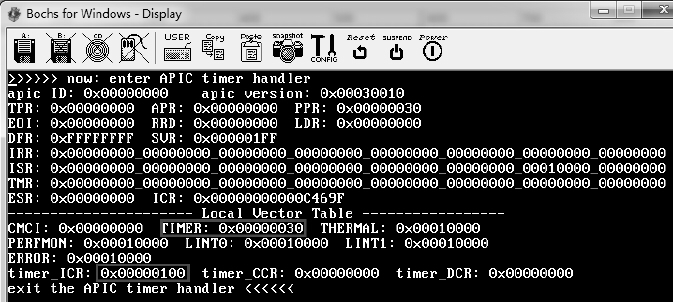 Bochs for Windows - Display
A: B: CD USER Copy Paste snapshot CONFIG Reset SUSPEND Power
>>>>>> now: enter APIC timer handler
apic ID: 0x00000000 apic version: 0x00030010
TPR: 0x00000000 APR: 0x00000000 PPR: 0x00000030
EOI: 0x00000000 RRD: 0x00000000 LDR: 0x00000000
DFR: 0xFFFFFFFF SVR: 0x000001FF
IRR: 0x00000000_00000000_00000000_00000000_00000000_00000000_00000000_00000000
ISR: 0x00000000_00000000_00000000_00000000_00000000_00000000_00010000_00000000
TMR: 0x00000000_00000000_00000000_00000000_00000000_00000000_00000000_00000000
ESR: 0x00000000 ICR: 0x00000000000C469F
---------------------- Local Vector Table -----------------
CMCI: 0x00000000 TIMER: 0x00000030 THERMAL: 0x00010000
PERFMON: 0x00010000 LINT0: 0x00010000 LINT1: 0x00010000
ERROR: 0x00010000
timer_ICR: 0x00000100 timer_CCR: 0x00000000 timer_DCR: 0x00000000
exit the APIC timer handler <<<<<<